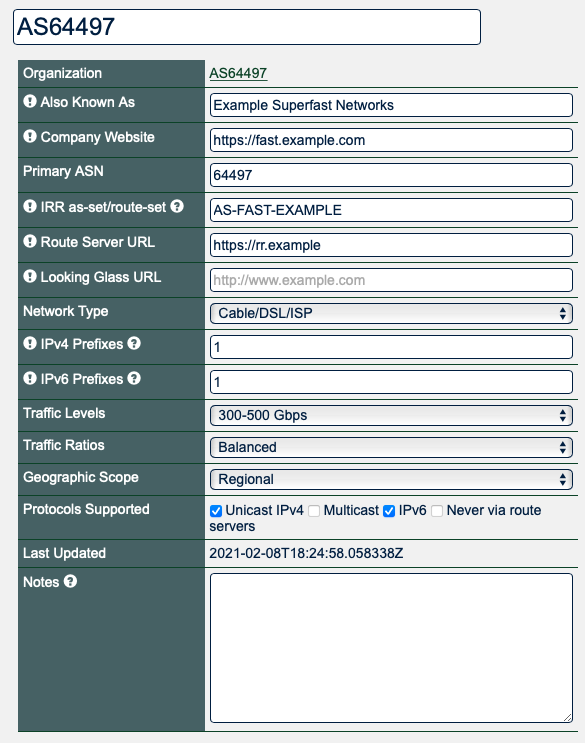 AS64497
Organization AS64497
Also Known As Example Superfast Networks
Company Website https://fast.example.com
Primary ASN 64497
IRR as-set/route-set AS-FAST-EXAMPLE
Route Server URL https://rr.example
Looking Glass URL http://www.example.com
Network Type Cable/DSL/ISP
IPv4 Prefixes 1
IPv6 Prefixes 1
Traffic Levels 300-500 Gbps
Traffic Ratios Balanced
Geographic Scope Regional
Protocols Supported Unicast IPv4 Multicast IPv6 Never via route
servers
Last Updated 2021-02-08T18:24:58.058338Z
Notes